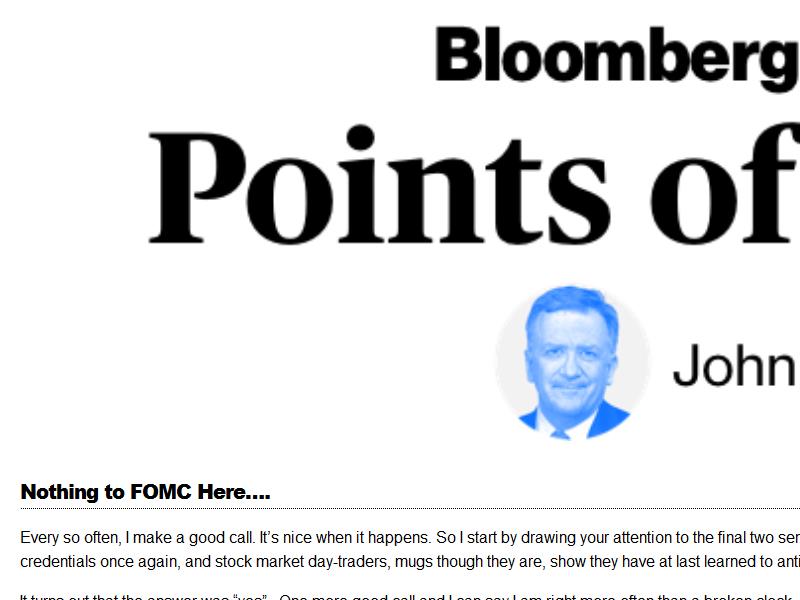 Bloomberg
Points of
John
Nothing to FOMC Here....
Every so often, I make a good call. It’s nice when it happens. So I start by drawing your attention to the final two
credentials once again, and stock market day-traders, mugs though they are, show they have at last learned to
It turns out that the answer was “yes”. One more good call and I can say I am right more often than a broken clock.